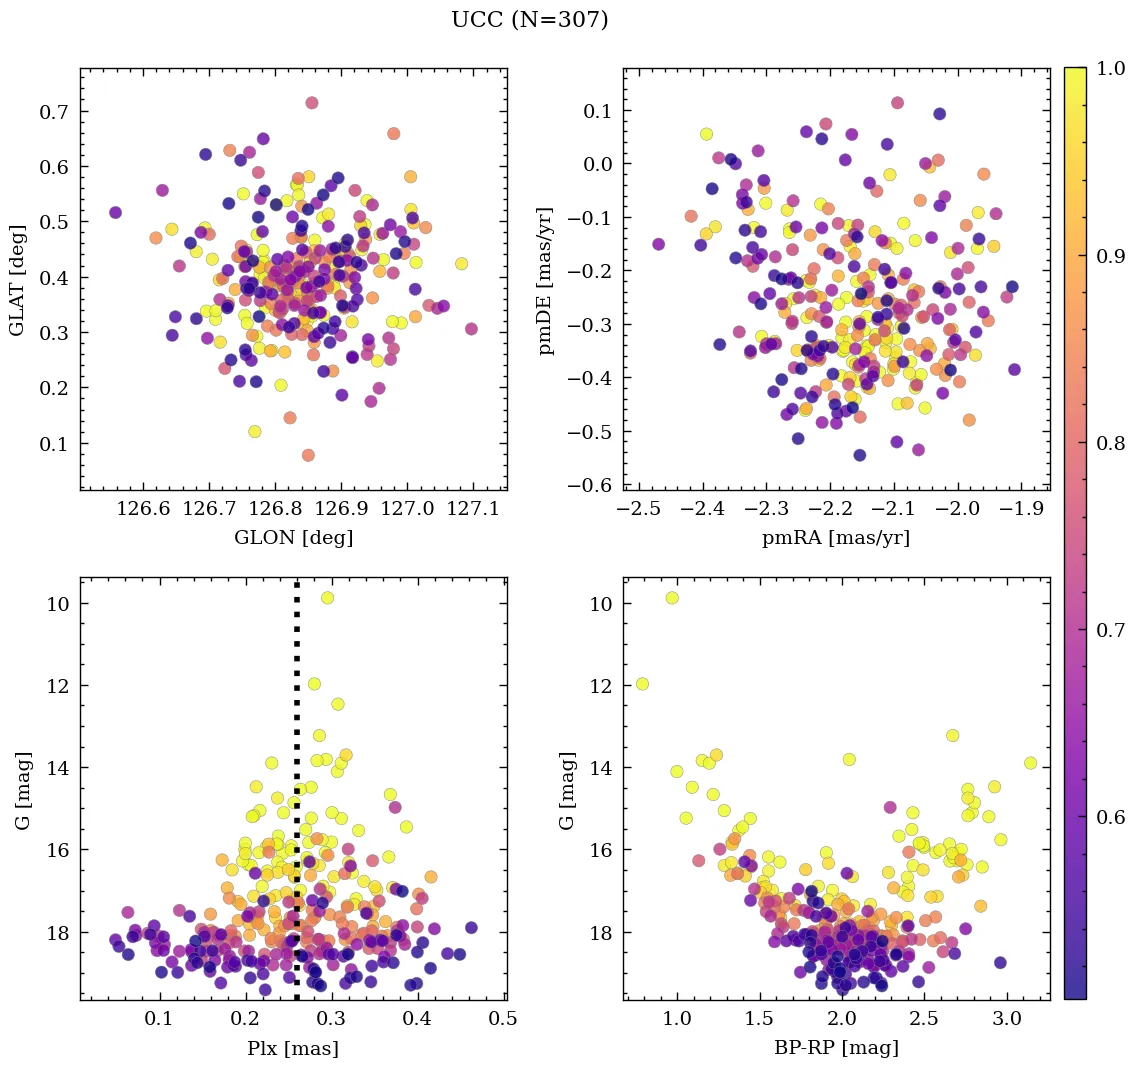 UCC (N=307)
0.7
0.6
0.5
0.4
0.3
0.2
0.1
GLAT [deg]
126.6 126.7 126.8 126.9 127.0 127.1
GLON [deg]
0.1
0.0
−0.1
−0.2
−0.3
−0.4
−0.5
−0.6
pmDE [mas/yr]
−2.5 −2.4 −2.3 −2.2 −2.1 −2.0 −1.9
pmRA [mas/yr]
10
12
14
16
18
G [mag]
0.1 0.2 0.3 0.4 0.5
Plx [mas]
10
12
14
16
18
G [mag]
1.0 1.5 2.0 2.5 3.0
BP-RP [mag]
1.0
0.9
0.8
0.7
0.6